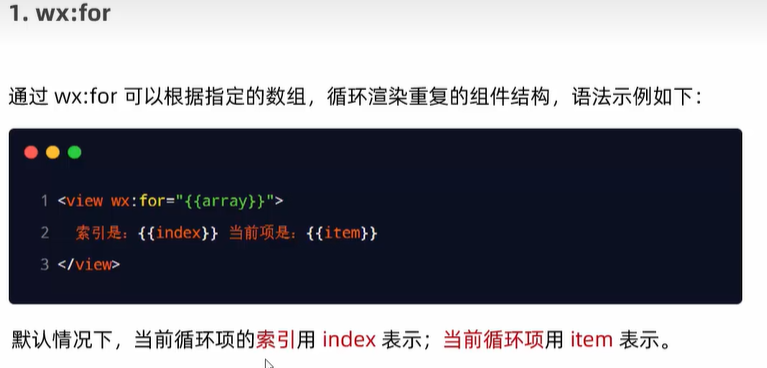 1. wx:for
通过 wx:for 可以根据指定的数组，循环渲染重复的组件结构，语法示例如下：
1 <view wx:for="{{array}}">
2 索引是：{{index}} 当前项是：{{item}}
3 </view>
默认情况下，当前循环项的索引用 index 表示；当前循环项用 item 表示。